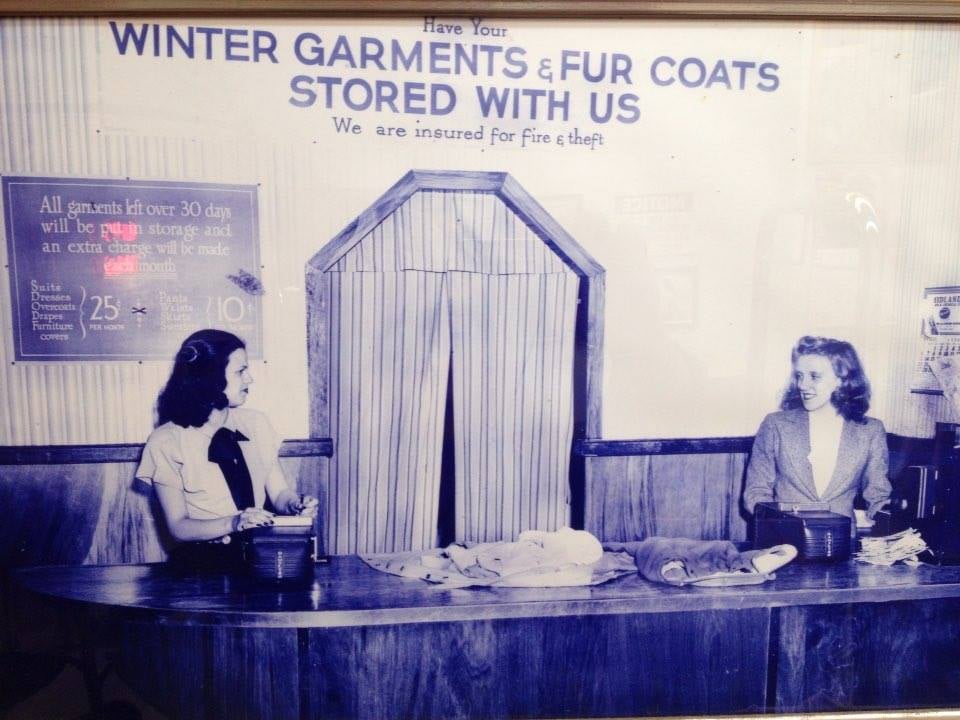 Have Your
WINTER GARMENTS & FUR COATS
STORED WITH US
We are insured for fire & theft
All garments left over 30 days
will be put in storage and
an extra charge will be made
each month
Suits
Dresses
Overcoats
Drapes
Furniture
covers
25¢
PER MONTH
Pants
Waists
Skirts
Sweaters
10¢
MIDLAND